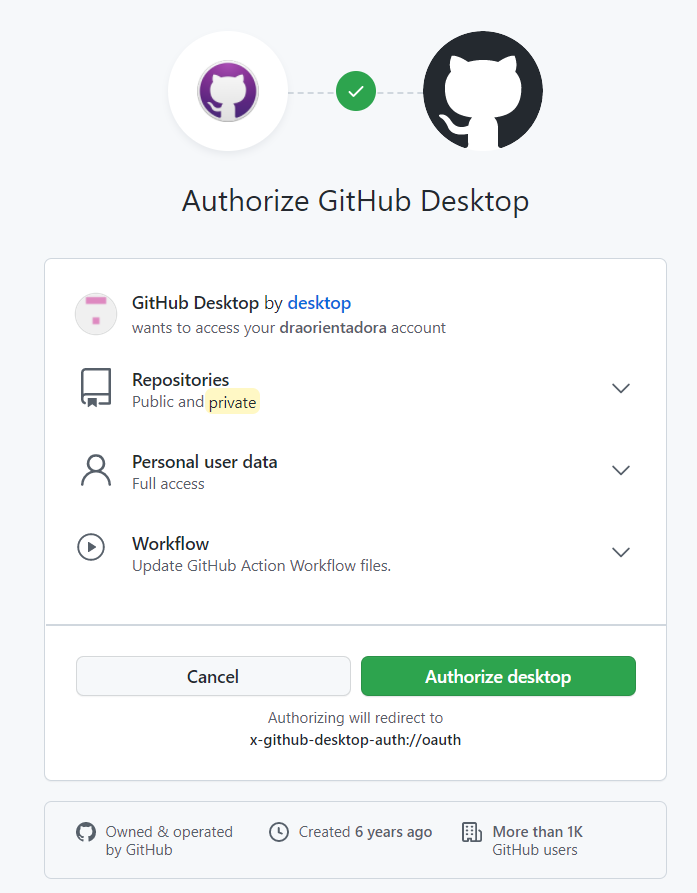 Authorize GitHub Desktop
GitHub Desktop by desktop
wants to access your draorientadora account
Repositories
Public and private
Personal user data
Full access
Workflow
Update GitHub Action Workflow files.
Cancel
Authorize desktop
Authorizing will redirect to
x-github-desktop-auth://oauth
Owned & operated
by GitHub
Created 6 years ago
More than 1K
GitHub users